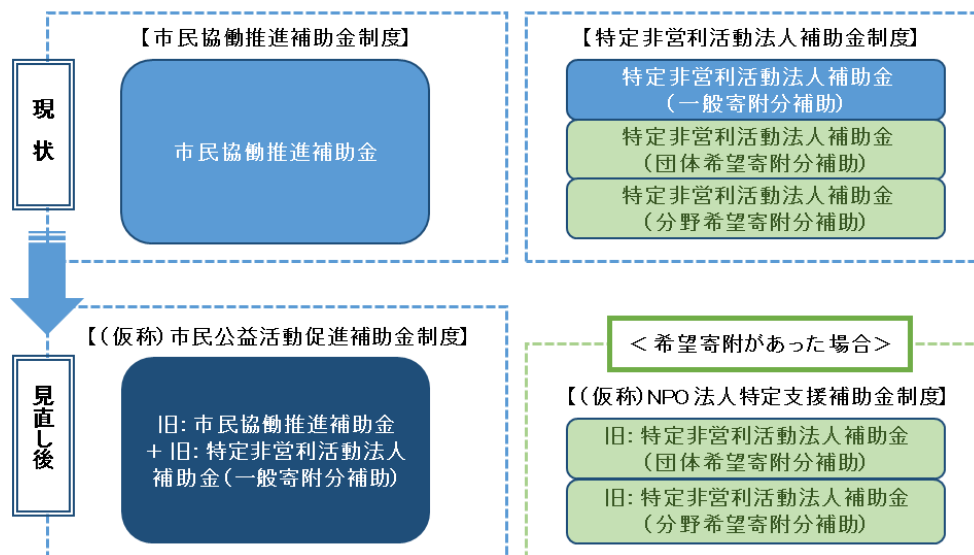 【市民協働推進補助金制度】
【特定非営利活動法人補助金制度】
現状
市民協働推進補助金
特定非営利活動法人補助金
(一般寄附分補助)
特定非営利活動法人補助金
(団体希望寄附分補助)
特定非営利活動法人補助金
(分野希望寄附分補助)
【(仮称)市民公益活動促進補助金制度】
<希望寄附があった場合>
見直し後
【(仮称)NPO法人特定支援補助金制度】
旧:市民協働推進補助金
+旧:特定非営利活動法人
補助金(一般寄附分補助)
旧:特定非営利活動法人補助金
(団体希望寄附分補助)
旧:特定非営利活動法人補助金
(分野希望寄附分補助)